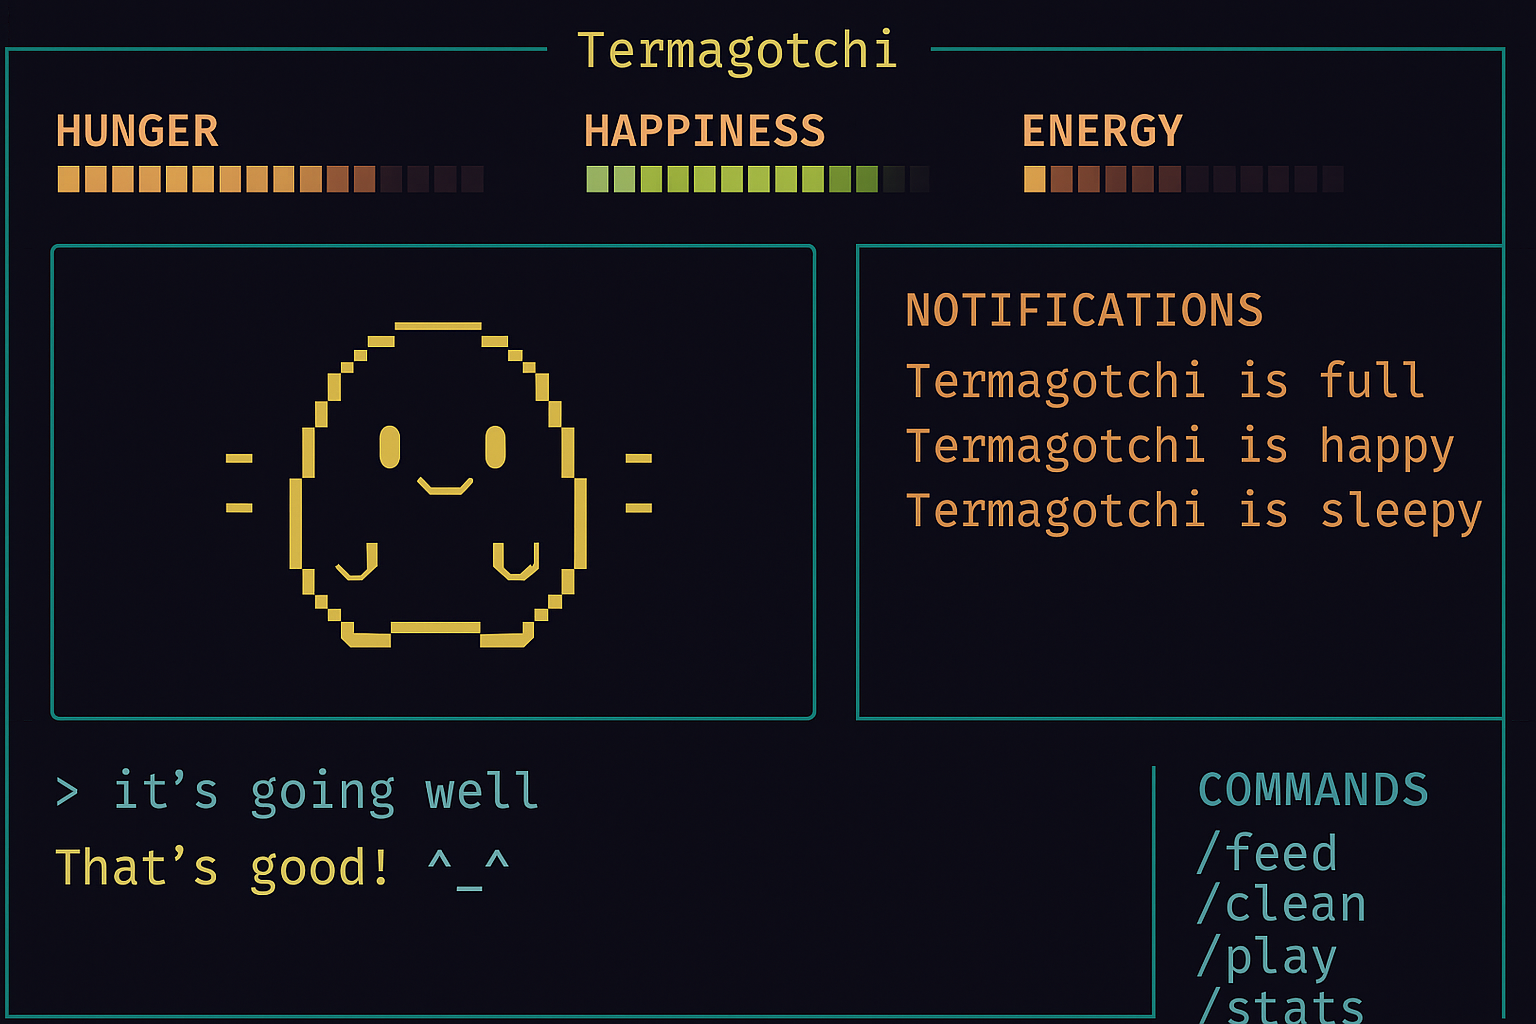 Termagotchi
HUNGER
HAPPINESS
ENERGY
NOTIFICATIONS
Termagotchi is full
Termagotchi is happy
Termagotchi is sleepy
> it’s going well
That’s good! ^_^
COMMANDS
/feed
/clean
/play
/stats